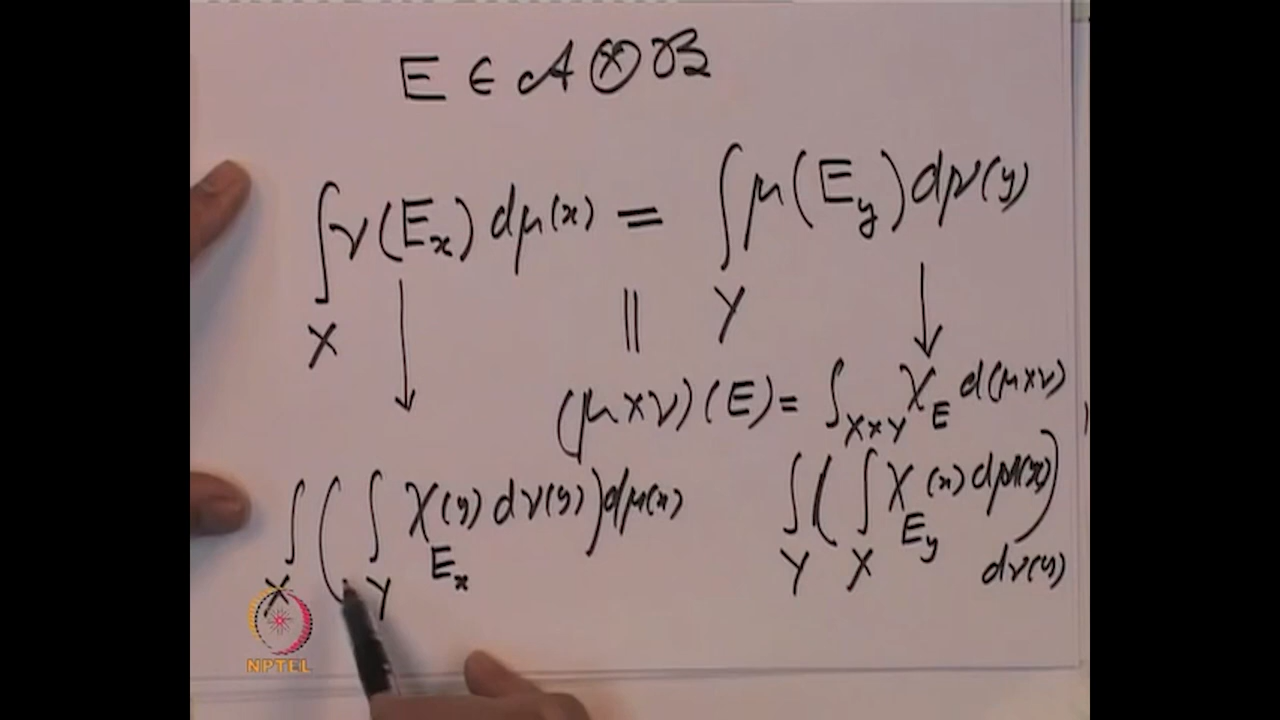 E ∈ 𝒜 ⊗ ℬ
∫_X ν(E_x) dμ(x) = ∫_Y μ(E_y) dν(y)
↓ || ↓
(μ×ν)(E) = ∫_{X×Y} χ_E d(μ×ν)
∫_X ( ∫_Y χ_{E_x}(y) dν(y) ) dμ(x) ∫_Y ( ∫_X χ_{E_y}(x) dμ(x) ) dν(y)
NPTEL